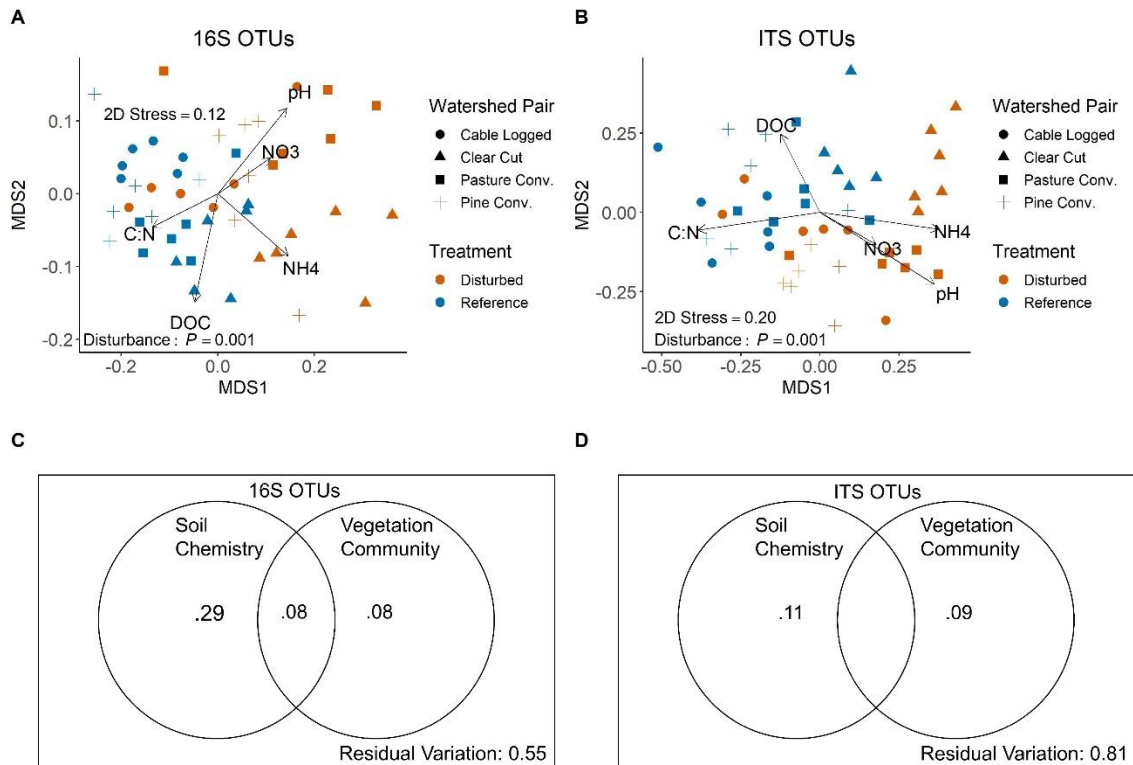 A
16S OTUs
2D Stress = 0.12
pH
NO3
C:N
NH4
DOC
Disturbance : P = 0.001
0.1
0.0
-0.1
-0.2
MDS2
-0.2
0.0
0.2
MDS1
Watershed Pair
Cable Logged
Clear Cut
Pasture Conv.
Pine Conv.
Treatment
Disturbed
Reference
B
ITS OTUs
DOC
C:N
NH4
NO3
pH
2D Stress = 0.20
Disturbance : P = 0.001
0.25
0.00
-0.25
MDS2
-0.50
-0.25
0.00
0.25
MDS1
Watershed Pair
Cable Logged
Clear Cut
Pasture Conv.
Pine Conv.
Treatment
Disturbed
Reference
C
16S OTUs
Soil
Chemistry
Vegetation
Community
.29
.08
.08
Residual Variation: 0.55
D
ITS OTUs
Soil
Chemistry
Vegetation
Community
.11
.09
Residual Variation: 0.81